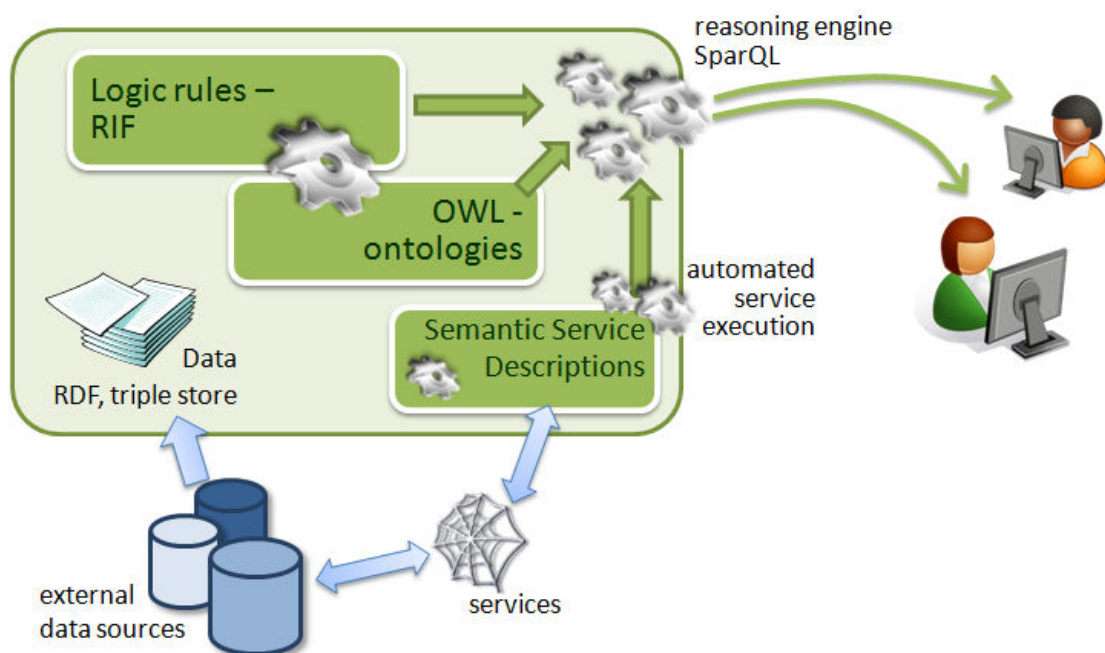 reasoning engine
SparQL
Logic rules –
RIF
OWL -
ontologies
automated
service
execution
Semantic Service
Descriptions
Data
RDF, triple store
external
data sources
services